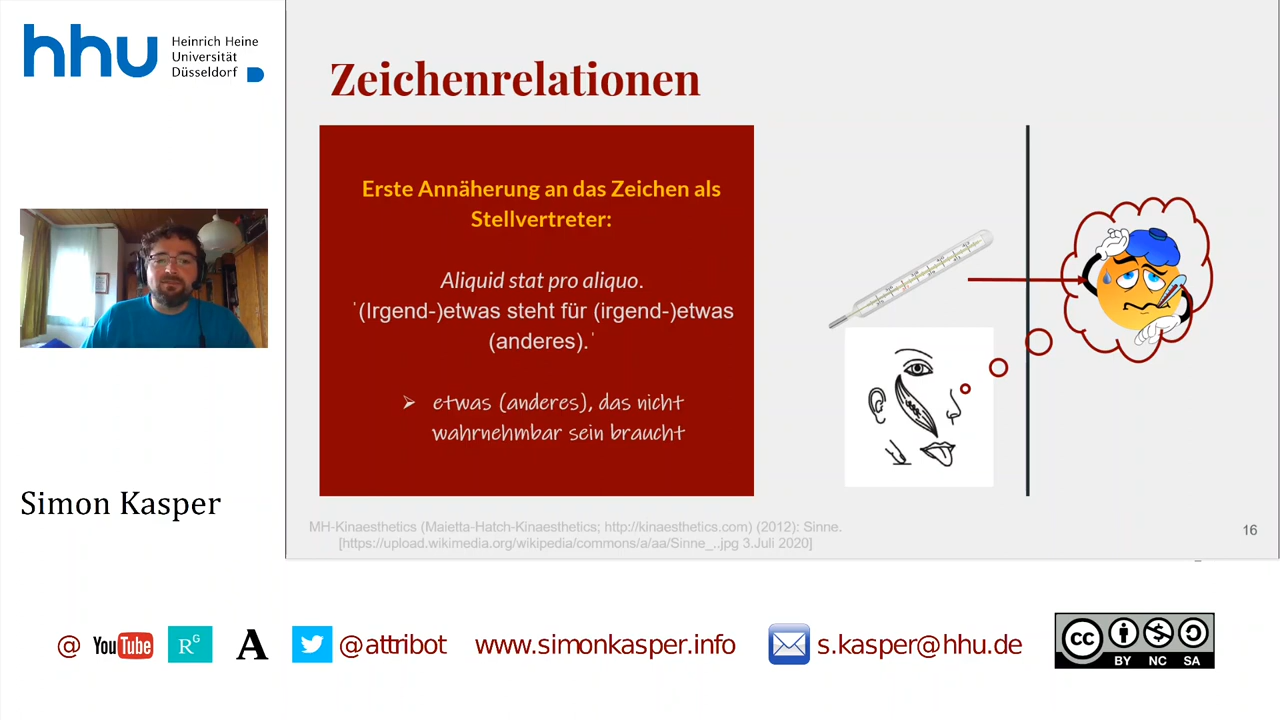 hhu
Heinrich Heine
Universität
Düsseldorf
Zeichenrelationen
Erste Annäherung an das Zeichen als
Stellvertreter:
Aliquid stat pro aliquo.
'(Irgend-)etwas steht für (irgend-)etwas
(anderes).'
➢ etwas (anderes), das nicht
wahrnehmbar sein braucht
Simon Kasper
MH-Kinaesthetics (Maietta-Hatch-Kinaesthetics; http://kinaesthetics.com) (2012): Sinne.
[https://upload.wikimedia.org/wikipedia/commons/a/aa/Sinne_..jpg 3.Juli 2020]
16
@ YouTube RG A @attribot www.simonkasper.info s.kasper@hhu.de
cc BY NC SA